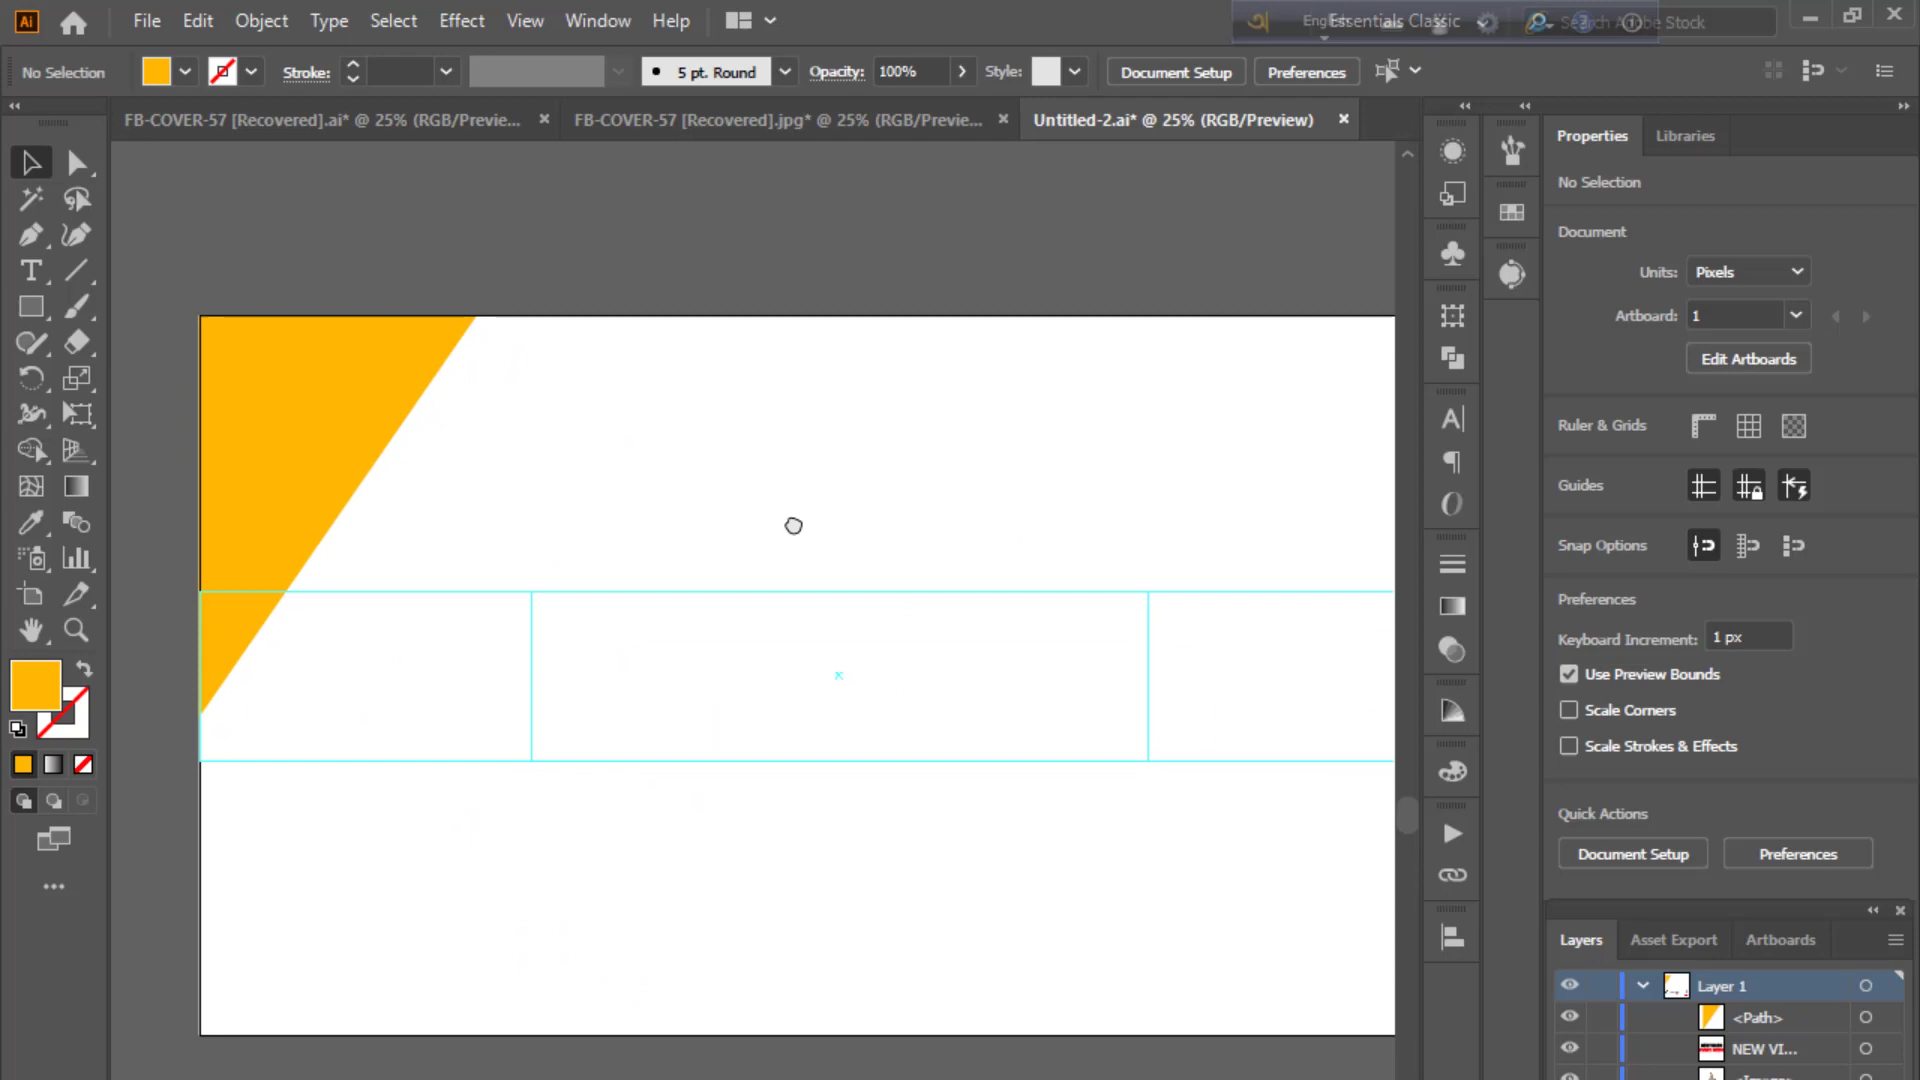 Ai File Edit Object Type Select Effect View Window Help English Essentials Classic Search Adobe Stock
No Selection Stroke: 5 pt. Round Opacity: 100% Style: Document Setup Preferences
FB-COVER-57 [Recovered].ai* @ 25% (RGB/Previe... FB-COVER-57 [Recovered].jpg* @ 25% (RGB/Previe... Untitled-2.ai* @ 25% (RGB/Preview)
Properties Libraries
No Selection
Document
Units: Pixels
Artboard: 1
Edit Artboards
Ruler & Grids
Guides
Snap Options
Preferences
Keyboard Increment: 1 px
Use Preview Bounds
Scale Corners
Scale Strokes & Effects
Quick Actions
Document Setup Preferences
Layers Asset Export Artboards
Layer 1
<Path>
NEW VI...